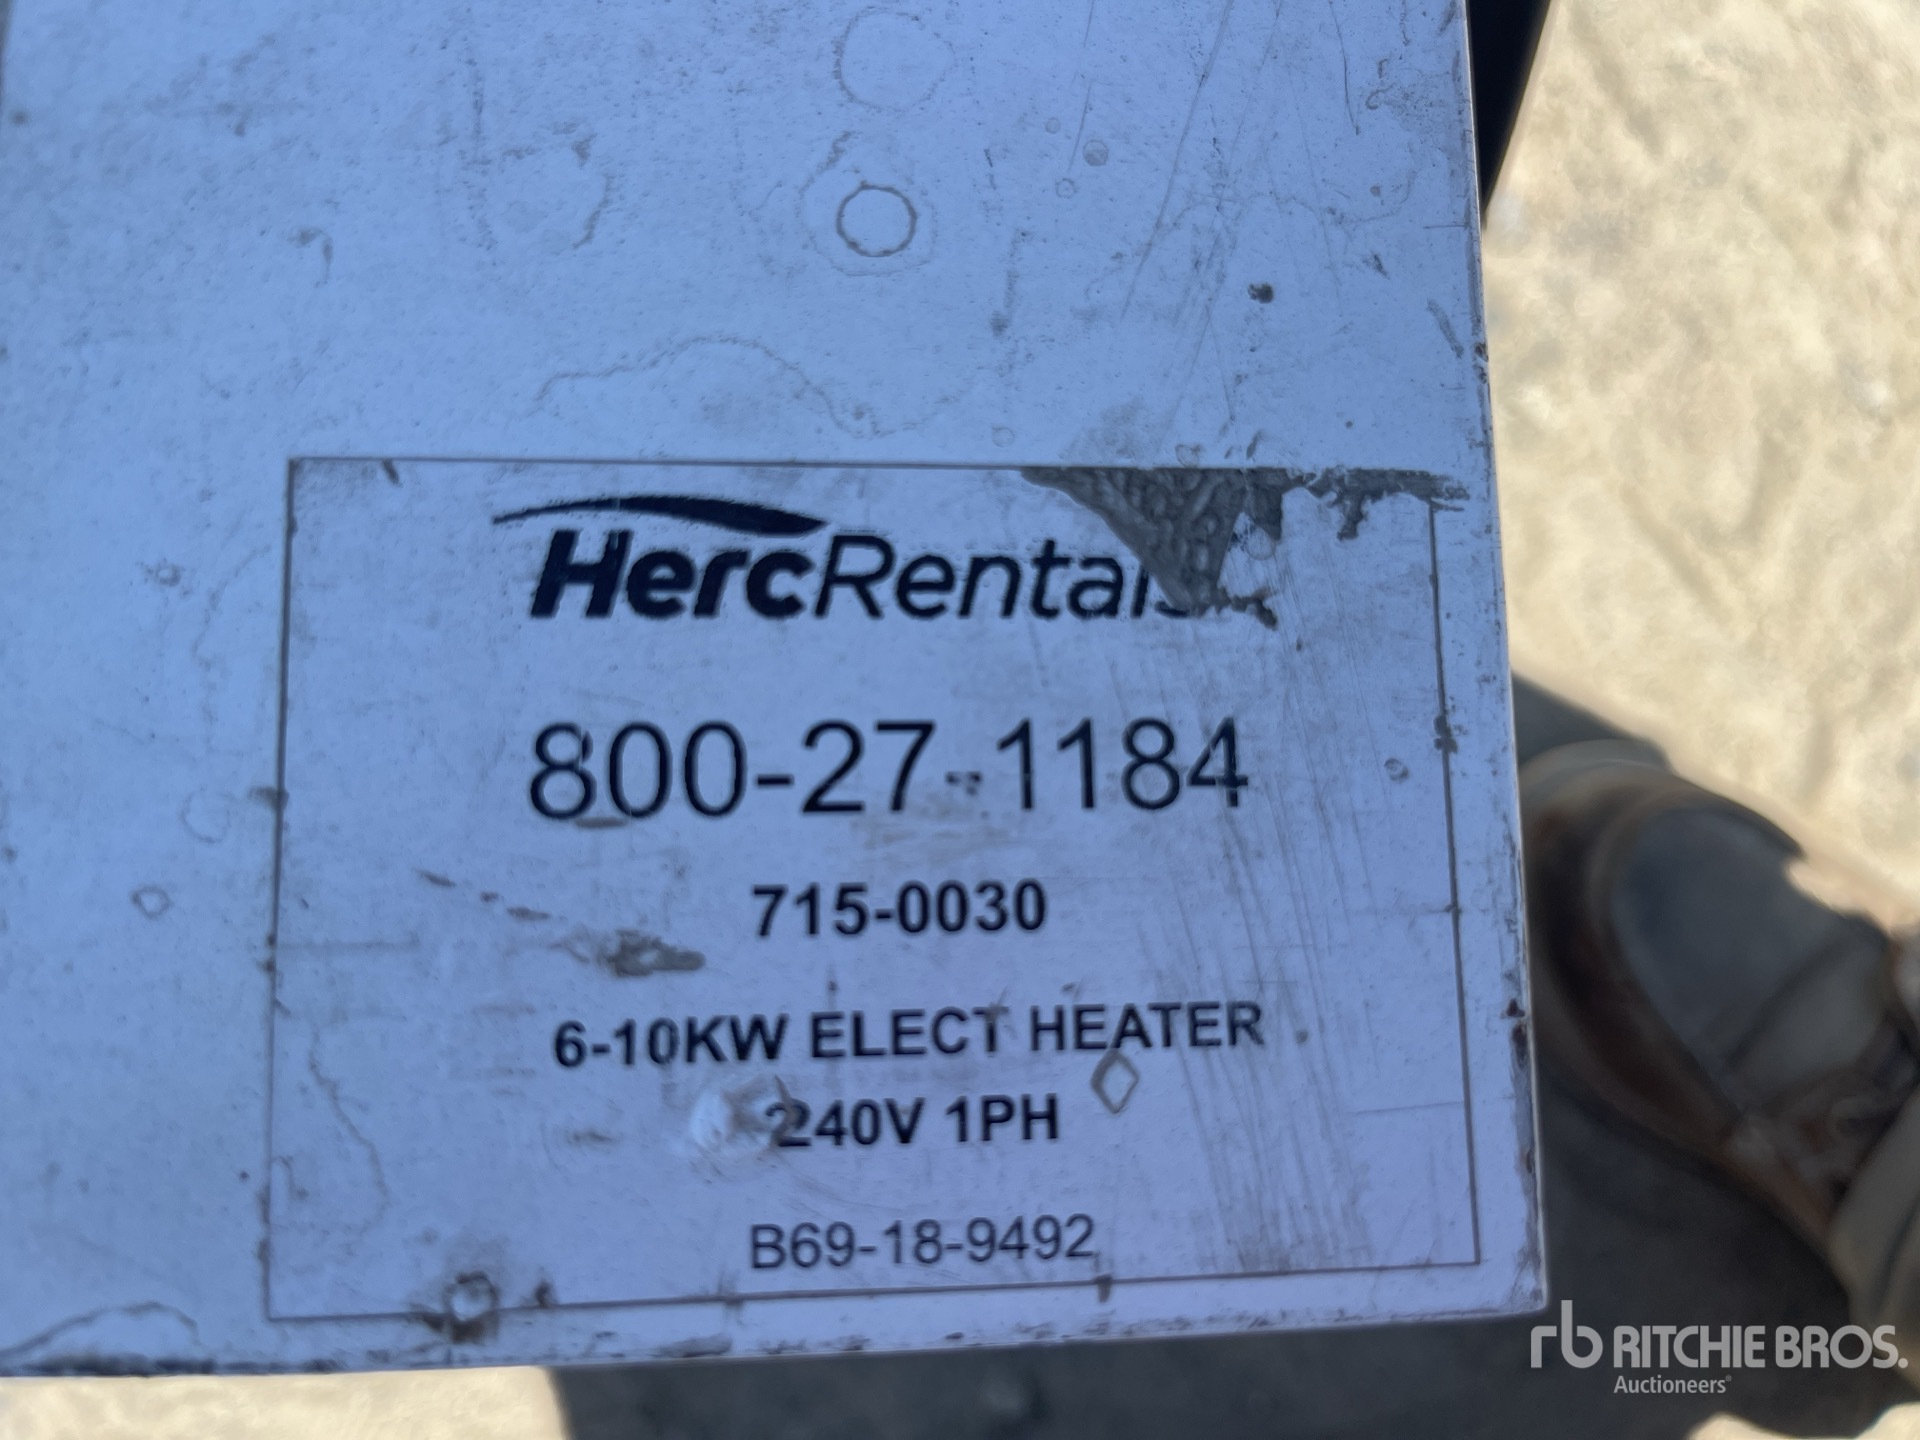 HercRentals
800-27-1184
715-0030
6-10KW ELECT HEATER
240V 1PH
B69-18-9492
rb RITCHIE BROS.
Auctioneers®